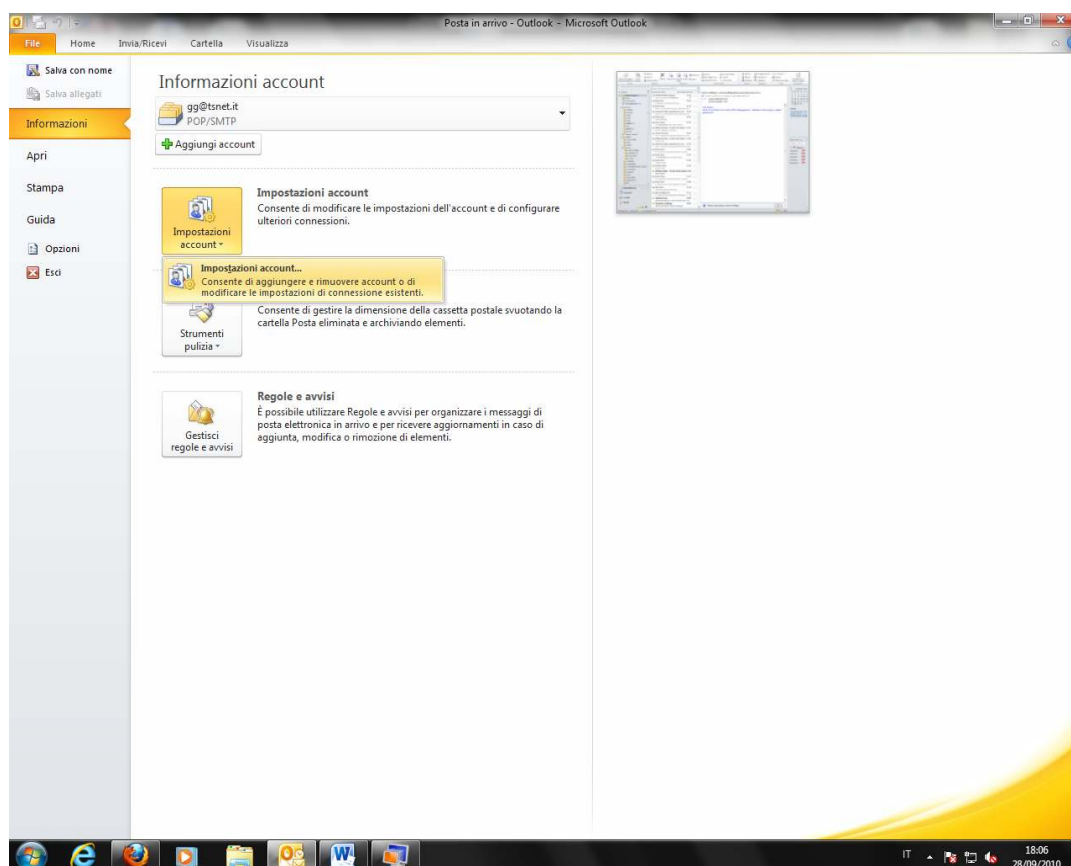 Posta in arrivo - Outlook - Microsoft Outlook
File Home Invia/Ricevi Cartella Visualizza
Salva con nome
Salva allegati
Informazioni
Apri
Stampa
Guida
Opzioni
Esci
Informazioni account
gg@tsnet.it
POP/SMTP
Aggiungi account
Impostazioni account
Impostazioni account
Consente di modificare le impostazioni dell'account e di configurare
ulteriori connessioni.
Impostazioni account...
Consente di aggiungere e rimuovere account o di
modificare le impostazioni di connessione esistenti.
Strumenti
pulizia
Consente di gestire la dimensione della cassetta postale svuotando la
cartella Posta eliminata e archiviando elementi.
Gestisci
regole e avvisi
Regole e avvisi
È possibile utilizzare Regole e avvisi per organizzare i messaggi di
posta elettronica in arrivo e per ricevere aggiornamenti in caso di
aggiunta, modifica o rimozione di elementi.
IT
18:06
28/09/2010